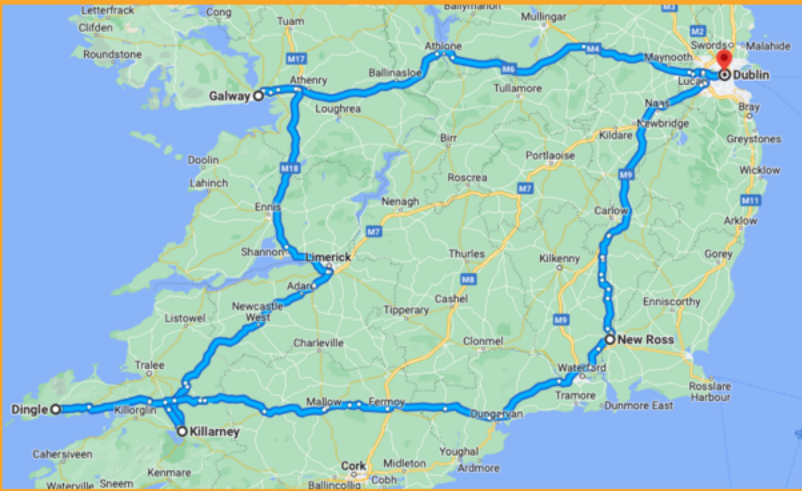 Letterfrack
Cong
Ballymahon
M3
Clifden
Tuam
Mullingar
M2
Swords
Malahide
Roundstone
M17
Athlone
M4
Maynooth
Athenry
Ballinasloe
M6
Dublin
Galway
Tullamore
Lucan
Loughrea
Naas
Bray
Newbridge
Birr
Kildare
Greystones
Doolin
Portlaoise
M18
Roscrea
M9
Wicklow
Lahinch
M7
Nenagh
M11
Ennis
Carlow
Arklow
M7
Shannon
Limerick
Thurles
Kilkenny
Gorey
Adare
M8
Newcastle
West
Cashel
Enniscorthy
Listowel
Tipperary
M9
Charleville
Clonmel
New Ross
Tralee
Waterford
Rosslare
Harbour
Dingle
Killorglin
Mallow
Fermoy
Tramore
Dunmore East
Dungarvan
Killarney
Cahersiveen
Youghal
Kenmare
Cork
Midleton
Ardmore
Waterville
Sneem
Ballincollig
Cobh